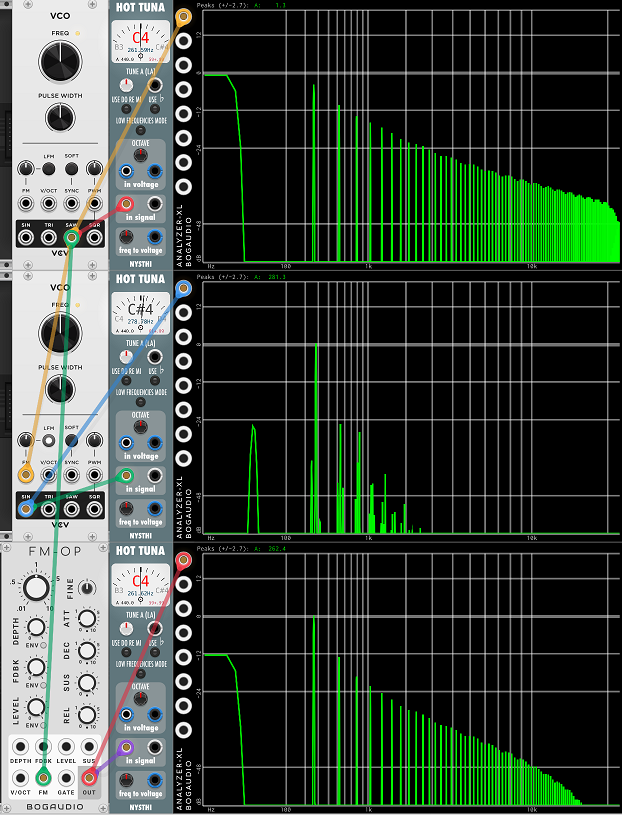 VCO
FREQ
PULSE WIDTH
LFM
SOFT
FM
V/OCT
SYNC
PWM
SIN
TRI
SAW
SQR
VCV
HOT TUNA
C4
B3
C#4
261.59Hz
A 440.0
TUNE A (LA)
USE DO RE MI
USE ♭
LOW FREQUENCIES MODE
OCTAVE
in voltage
in signal
freq to voltage
NYSTHI
ANALYZER-XL
BOGAUDIO
Peaks (+/-2.7): A: 1.3
12
0
-12
-24
-48
dB
Hz
100
1k
10k
VCO
FREQ
PULSE WIDTH
LFM
SOFT
FM
V/OCT
SYNC
PWM
SIN
TRI
SAW
SQR
VCV
HOT TUNA
C#4
C4
278.78Hz
A 440.0
TUNE A (LA)
USE DO RE MI
USE ♭
LOW FREQUENCIES MODE
OCTAVE
in voltage
in signal
freq to voltage
NYSTHI
ANALYZER-XL
BOGAUDIO
Peaks (+/-2.7): A: 281.3
12
0
-12
-24
-48
dB
Hz
100
1k
10k
FM-OP
1
.5
5
.01
10
FINE
DEPTH
ENV
FDBK
ENV
LEVEL
ENV
ATT
DEC
SUS
REL
DEPTH
FDBK
LEVEL
SUS
V/OCT
FM
GATE
OUT
BOGAUDIO
HOT TUNA
C4
B3
C#4
261.62Hz
A 440.0
TUNE A (LA)
USE DO RE MI
USE ♭
LOW FREQUENCIES MODE
OCTAVE
in voltage
in signal
freq to voltage
NYSTHI
ANALYZER-XL
BOGAUDIO
Peaks (+/-2.7): A: 262.4
12
0
-12
-24
-48
dB
Hz
100
1k
10k